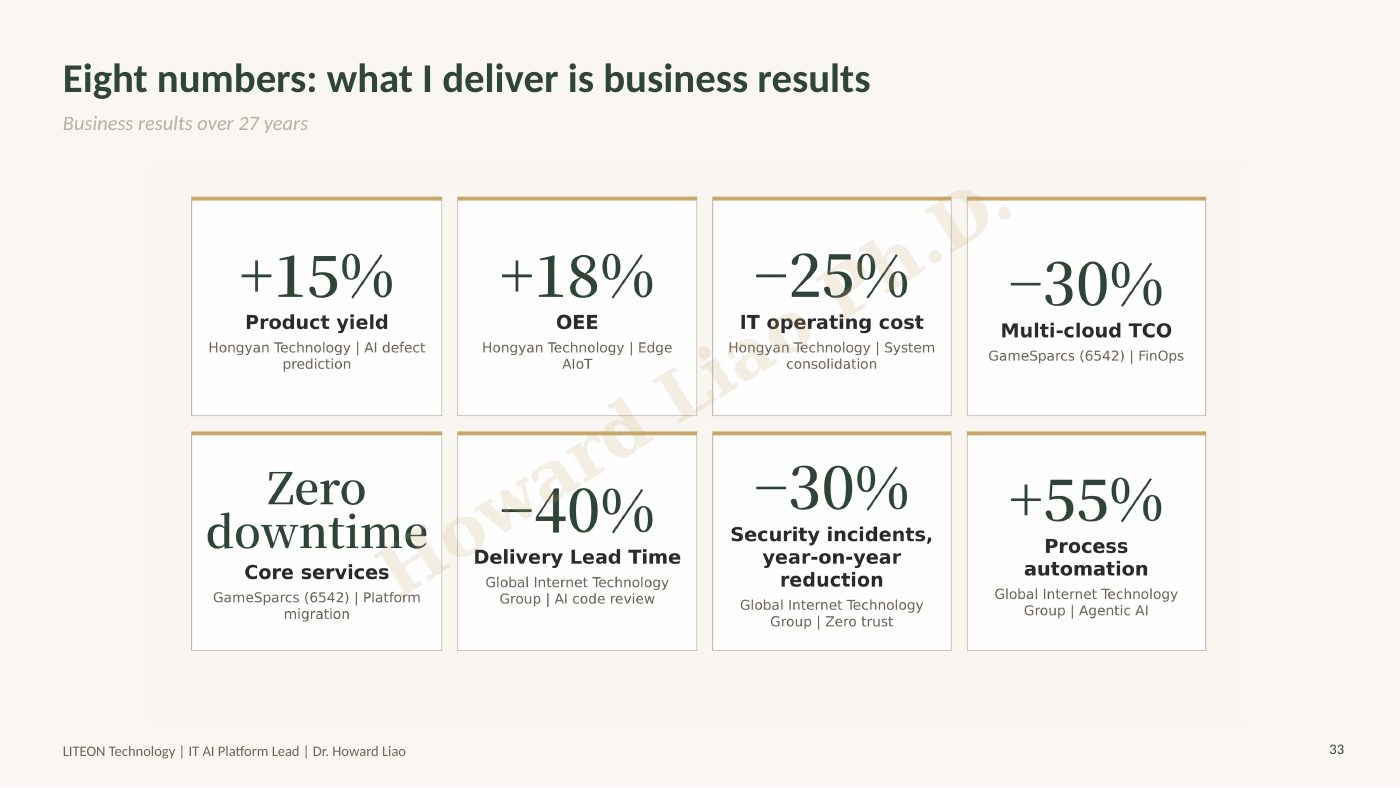 Eight numbers: what I deliver is business results
Business results over 27 years
+15%
Product yield
Hongyan Technology | AI defect
prediction
+18%
OEE
Hongyan Technology | Edge
AIoT
−25%
IT operating cost
Hongyan Technology | System
consolidation
−30%
Multi-cloud TCO
GameSparcs (6542) | FinOps
Zero
downtime
Core services
GameSparcs (6542) | Platform
migration
−40%
Delivery Lead Time
Global Internet Technology
Group | AI code review
−30%
Security incidents,
year-on-year
reduction
Global Internet Technology
Group | Zero trust
+55%
Process
automation
Global Internet Technology
Group | Agentic AI
Howard Liao Ph.D.
LITEON Technology | IT AI Platform Lead | Dr. Howard Liao
33